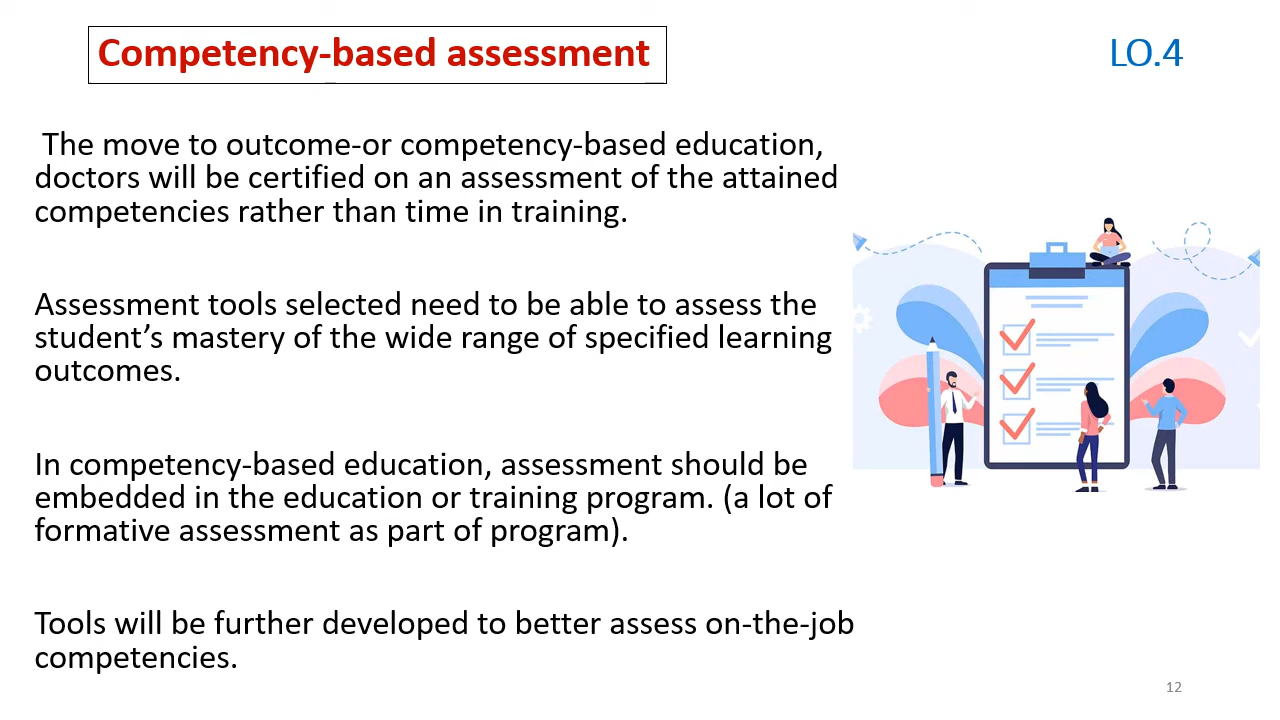 Competency-based assessment
LO.4
The move to outcome-or competency-based education,
doctors will be certified on an assessment of the attained
competencies rather than time in training.
Assessment tools selected need to be able to assess the
student’s mastery of the wide range of specified learning
outcomes.
In competency-based education, assessment should be
embedded in the education or training program. (a lot of
formative assessment as part of program).
Tools will be further developed to better assess on-the-job
competencies.
12